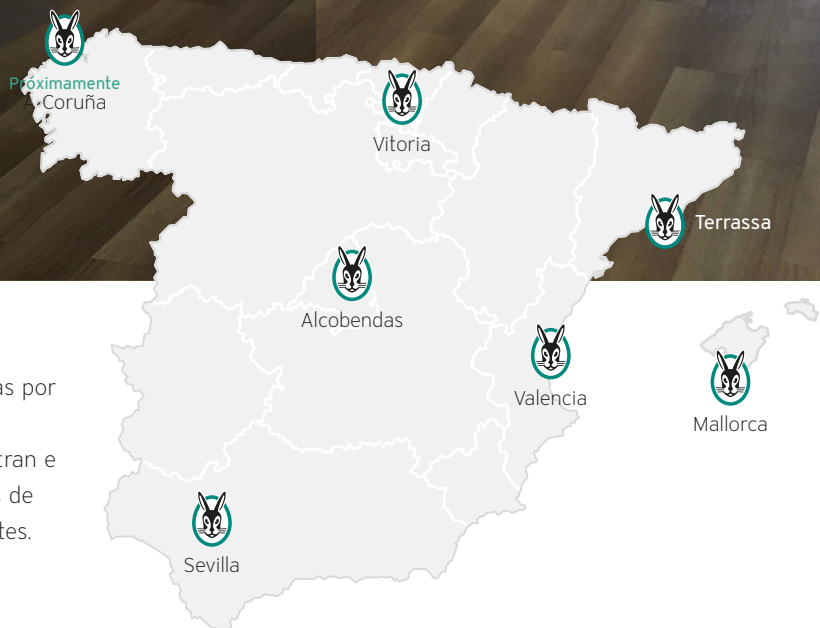 Próximamente
A Coruña
Vitoria
Terrassa
Alcobendas
Valencia
Mallorca
Sevilla
as por
tran e
de
tes.